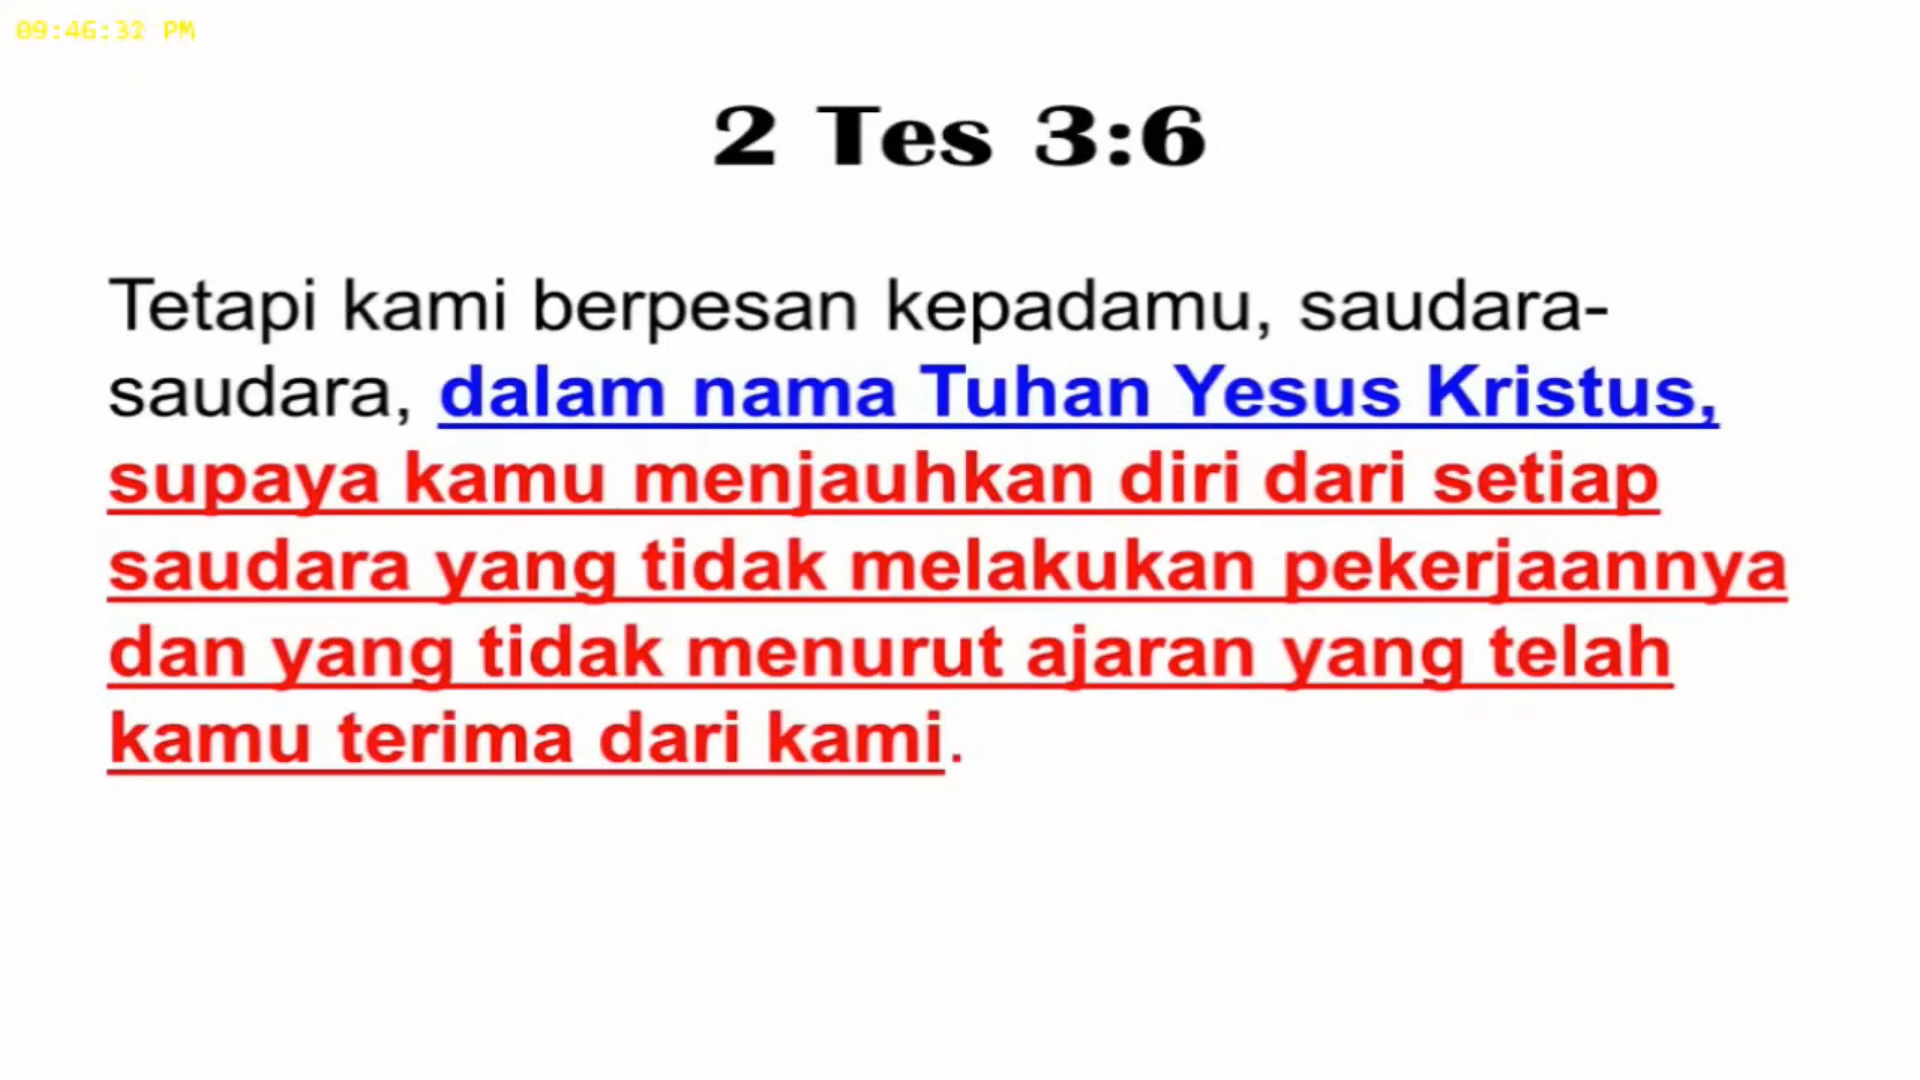 09:46:32 PM
2 Tes 3:6
Tetapi kami berpesan kepadamu, saudara-
saudara, dalam nama Tuhan Yesus Kristus,
supaya kamu menjauhkan diri dari setiap
saudara yang tidak melakukan pekerjaannya
dan yang tidak menurut ajaran yang telah
kamu terima dari kami.